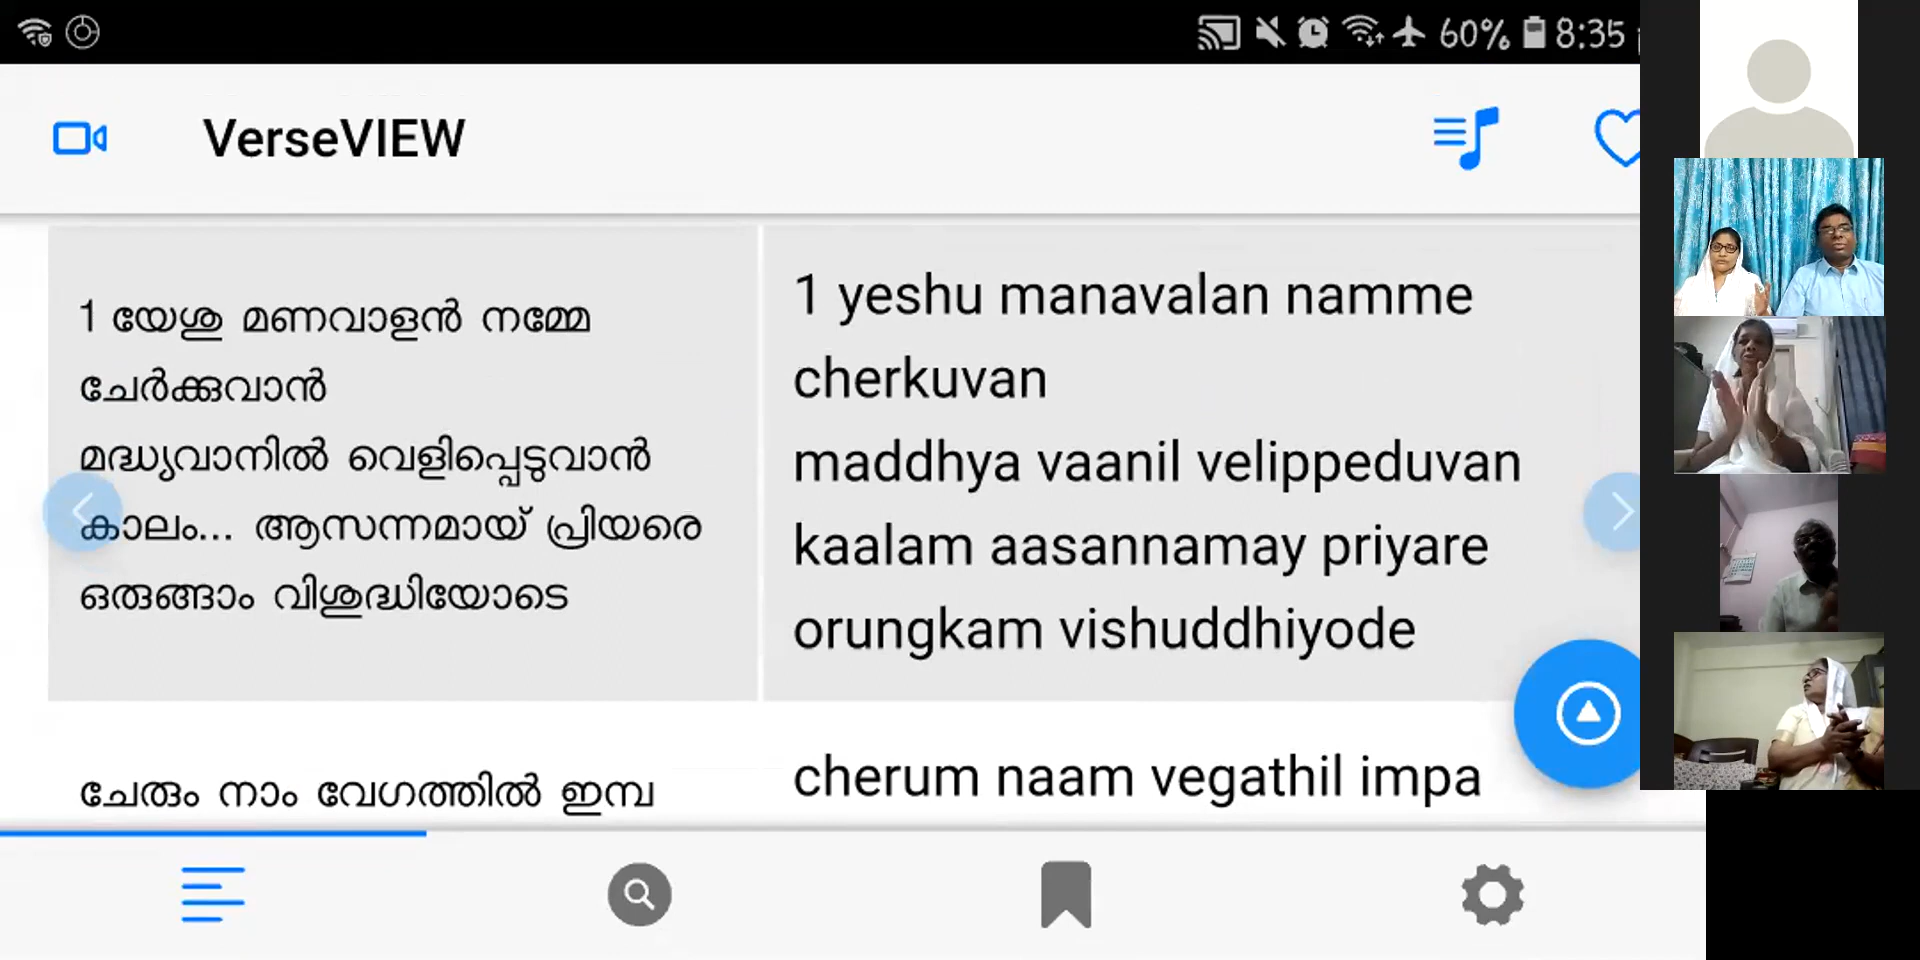 60% 8:35
VerseVIEW
1 യേശു മണവാളൻ നമ്മേ
ചേർക്കുവാൻ
മദ്ധ്യവാനിൽ വെളിപ്പെടുവാൻ
കാലം... ആസന്നമായ് പ്രിയരെ
ഒരുങ്ങാം വിശുദ്ധിയോടെ
ചേരും നാം വേഗത്തിൽ ഇമ്പ
1 yeshu manavalan namme
cherkuvan
maddhya vaanil velippeduvan
kaalam aasannamay priyare
orungkam vishuddhiyode
cherum naam vegathil impa